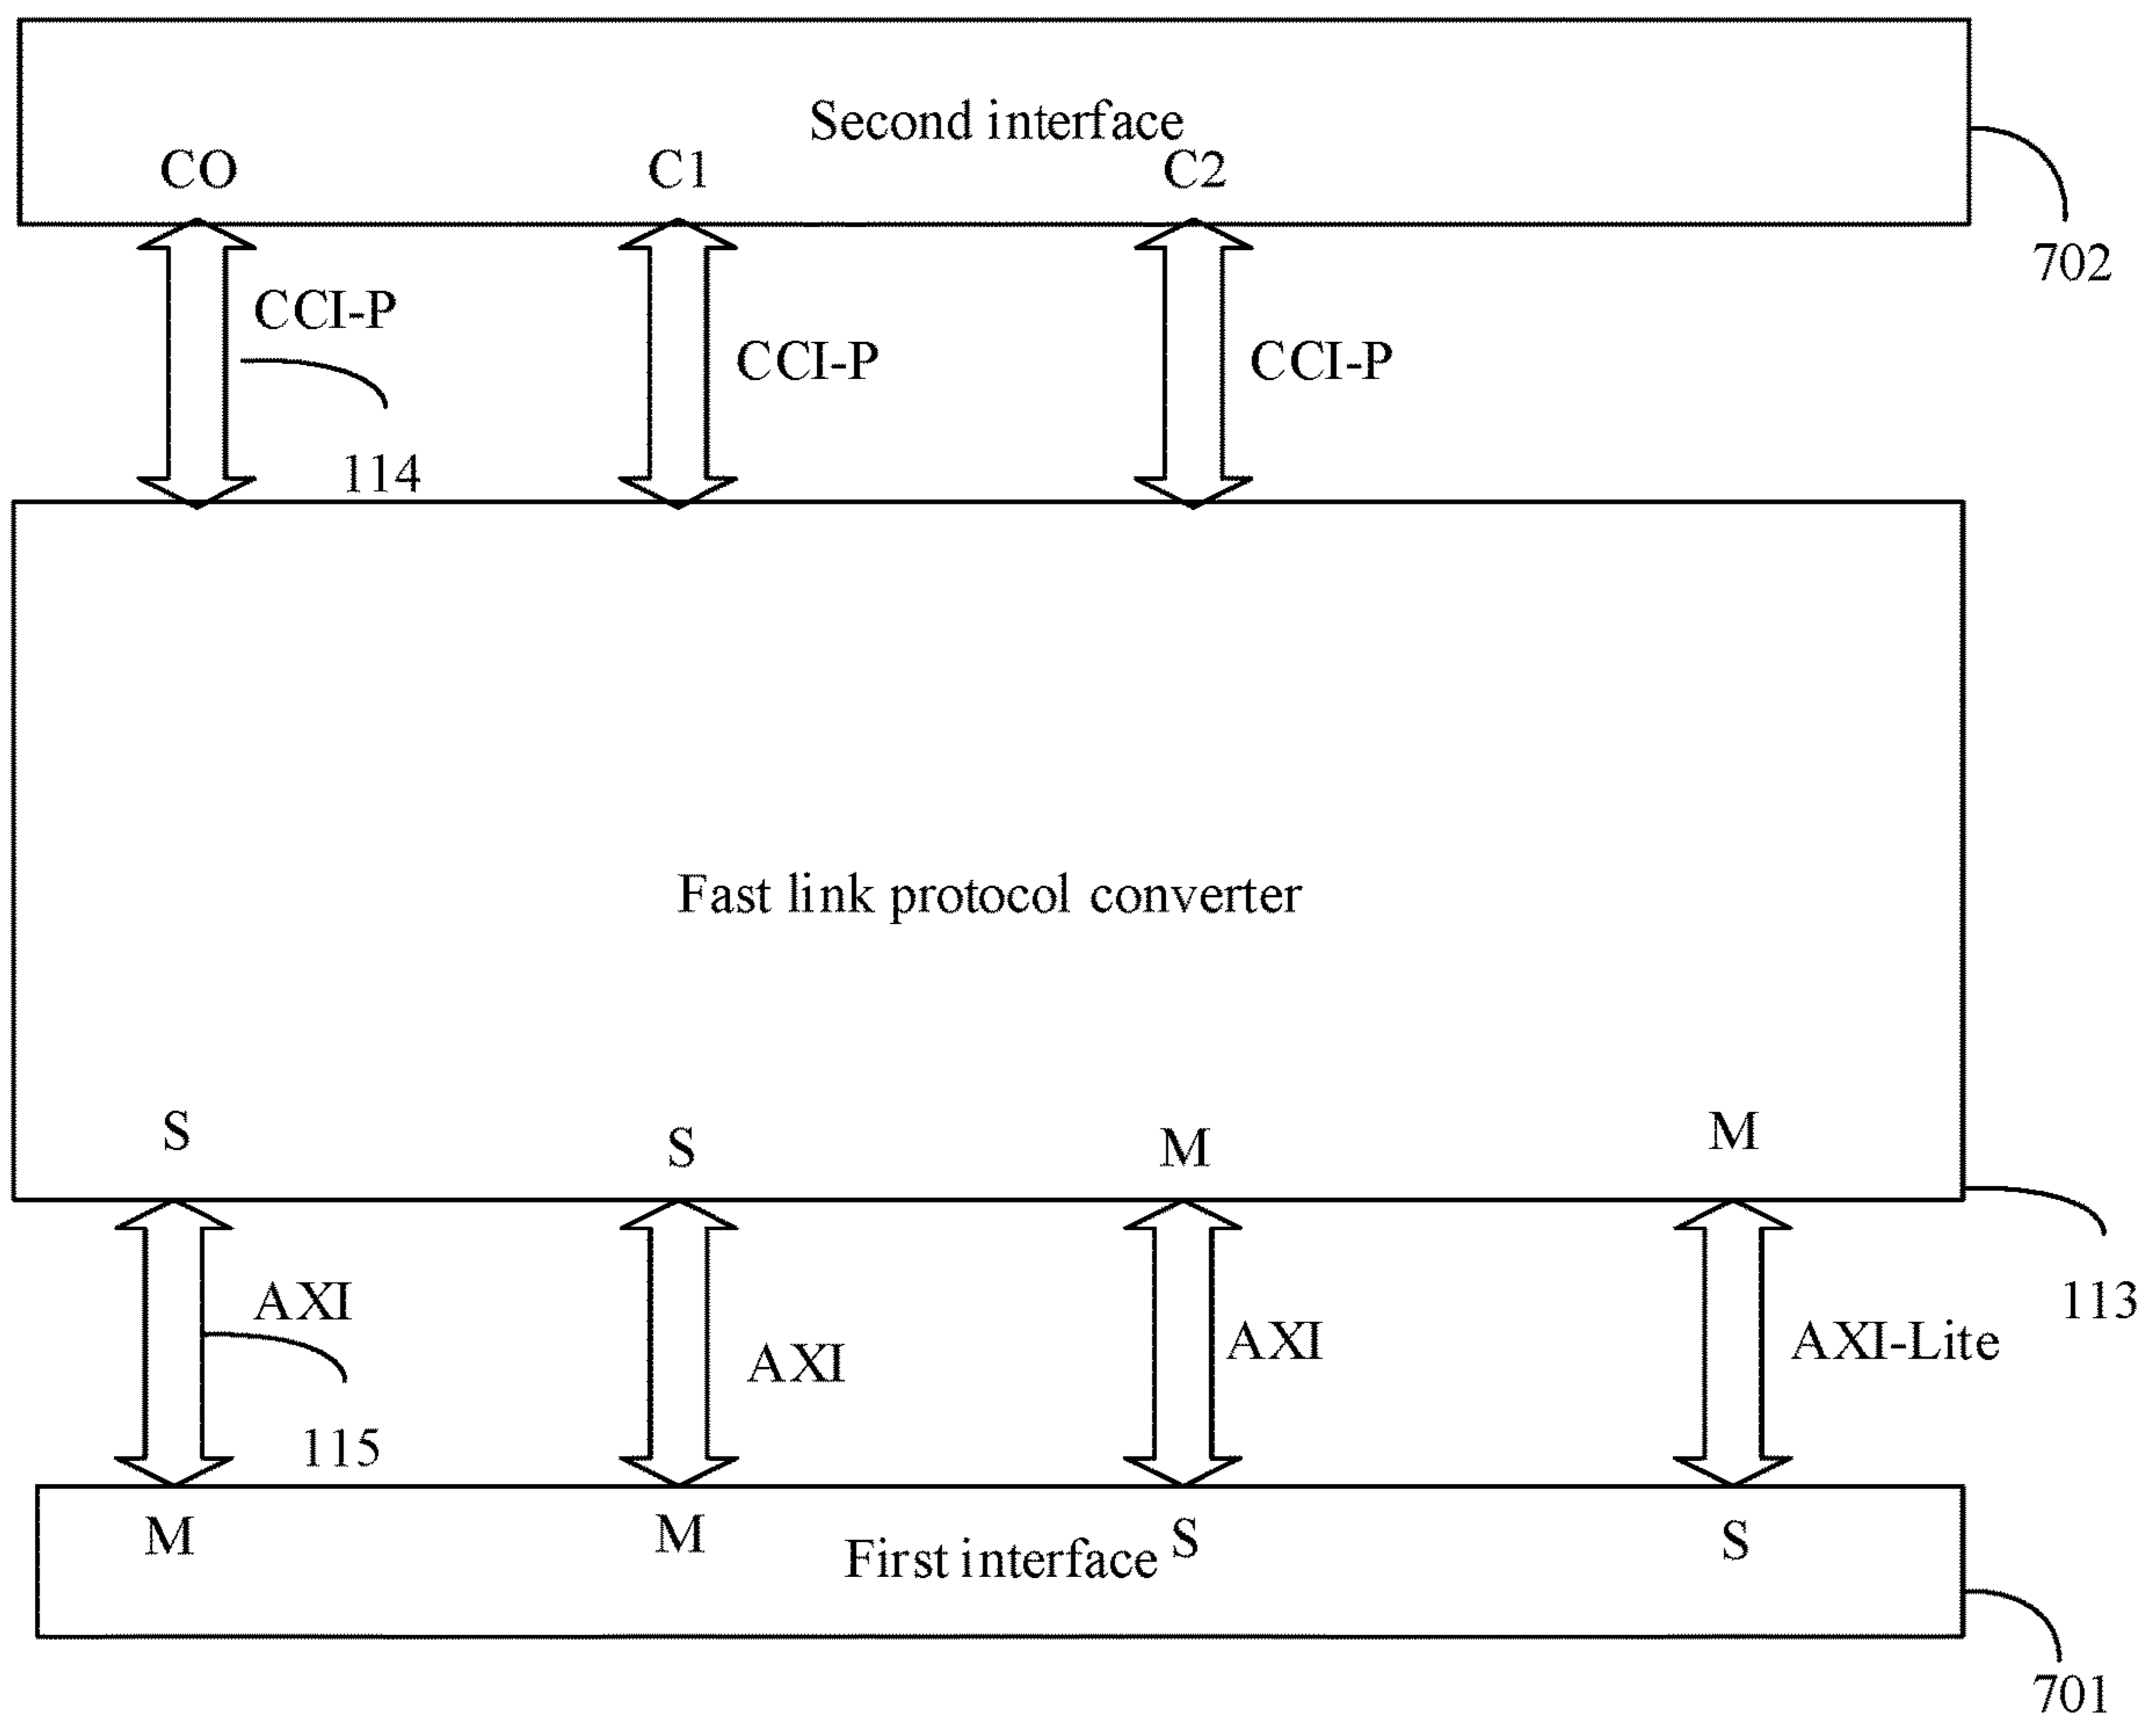 Second interface
CO
C1
C2
702
CCI-P
CCI-P
CCI-P
114
Fast link protocol converter
S
S
M
M
113
AXI
AXI
AXI
AXI-Lite
115
M
M
First interface
S
S
701